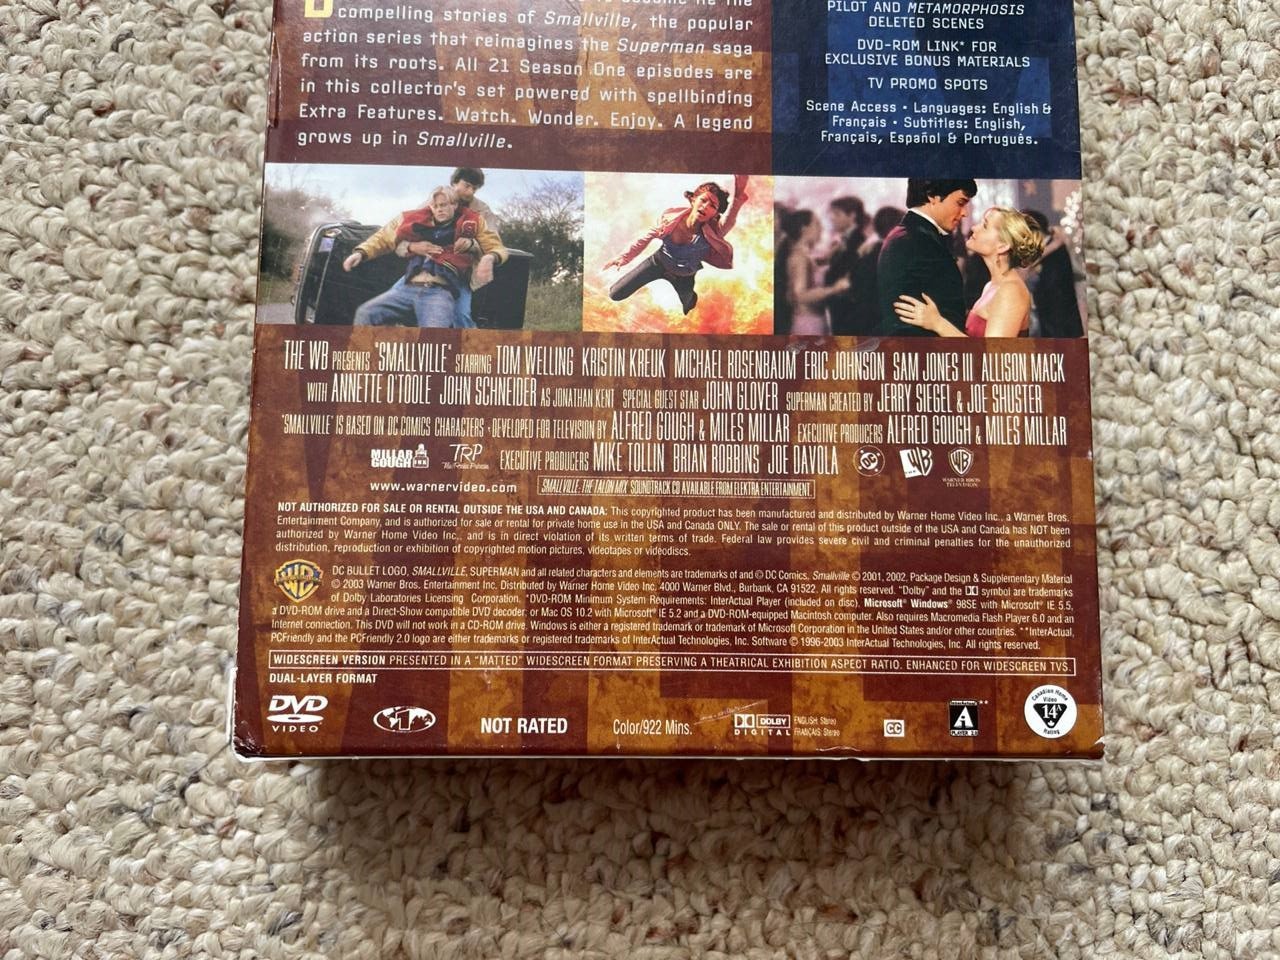 compelling stories of Smallville, the popular
action series that reimagines the Superman saga
from its roots. All 21 Season One episodes are
in this collector's set powered with spellbinding
Extra Features. Watch. Wonder. Enjoy. A legend
grows up in Smallville.
PILOT AND METAMORPHOSIS
DELETED SCENES
DVD-ROM LINK* FOR
EXCLUSIVE BONUS MATERIALS
TV PROMO SPOTS
Scene Access • Languages: English &
Français • Subtitles: English,
Français, Español & Português.
THE WB PRESENTS "SMALLVILLE" STARRING TOM WELLING KRISTIN KREUK MICHAEL ROSENBAUM ERIC JOHNSON SAM JONES III ALLISON MACK
WITH ANNETTE O'TOOLE JOHN SCHNEIDER AS JONATHAN KENT SPECIAL GUEST STAR JOHN GLOVER SUPERMAN CREATED BY JERRY SIEGEL & JOE SHUSTER
"SMALLVILLE" IS BASED ON DC COMICS CHARACTERS • DEVELOPED FOR TELEVISION BY ALFRED GOUGH & MILES MILLAR EXECUTIVE PRODUCERS ALFRED GOUGH & MILES MILLAR
MILLAR GOUGH INK TRP EXECUTIVE PRODUCERS MIKE TOLLIN BRIAN ROBBINS JOE DAVOLA DC WB WARNER BROS TELEVISION
www.warnervideo.com SMALLVILLE: THE TALON MIX SOUNDTRACK CD AVAILABLE FROM ELEKTRA ENTERTAINMENT.
NOT AUTHORIZED FOR SALE OR RENTAL OUTSIDE THE USA AND CANADA: This copyrighted product has been manufactured and distributed by Warner Home Video Inc., a Warner Bros.
Entertainment Company, and is authorized for sale or rental for private home use in the USA and Canada ONLY. The sale or rental of this product outside of the USA and Canada has NOT been
authorized by Warner Home Video Inc., and is in direct violation of its written terms of trade. Federal law provides severe civil and criminal penalties for the unauthorized
distribution, reproduction or exhibition of copyrighted motion pictures, videotapes or videodiscs.
WB DC BULLET LOGO, SMALLVILLE, SUPERMAN and all related characters and elements are trademarks of and © DC Comics. Smallville © 2001, 2002, Package Design & Supplementary Material
© 2003 Warner Bros. Entertainment Inc. Distributed by Warner Home Video Inc. 4000 Warner Blvd., Burbank, CA 91522. All rights reserved. "Dolby" and the DD symbol are trademarks
of Dolby Laboratories Licensing Corporation. *DVD-ROM Minimum System Requirements: InterActual Player (included on disc). Microsoft® Windows® 98SE with Microsoft® IE 5.5,
a DVD-ROM drive and a Direct-Show compatible DVD decoder; or Mac OS 10.2 with Microsoft® IE 5.2 and a DVD-ROM-equipped Macintosh computer. Also requires Macromedia Flash Player 6.0 and an
Internet connection. This DVD will not work in a CD-ROM drive. Windows is either a registered trademark or trademark of Microsoft Corporation in the United States and/or other countries. **InterActual,
PCFriendly and the PCFriendly 2.0 logo are either trademarks or registered trademarks of InterActual Technologies, Inc. Software © 1996-2003 InterActual Technologies, Inc. All rights reserved.
WIDESCREEN VERSION PRESENTED IN A "MATTED" WIDESCREEN FORMAT PRESERVING A THEATRICAL EXHIBITION ASPECT RATIO. ENHANCED FOR WIDESCREEN TVS.
DUAL-LAYER FORMAT
DVD VIDEO 1 NOT RATED Color/922 Mins. DOLBY DIGITAL ENGLISH: Stereo FRANÇAIS: Stereo CC A PLAYER 2.0 ** Canadian Home Video 14A Rating